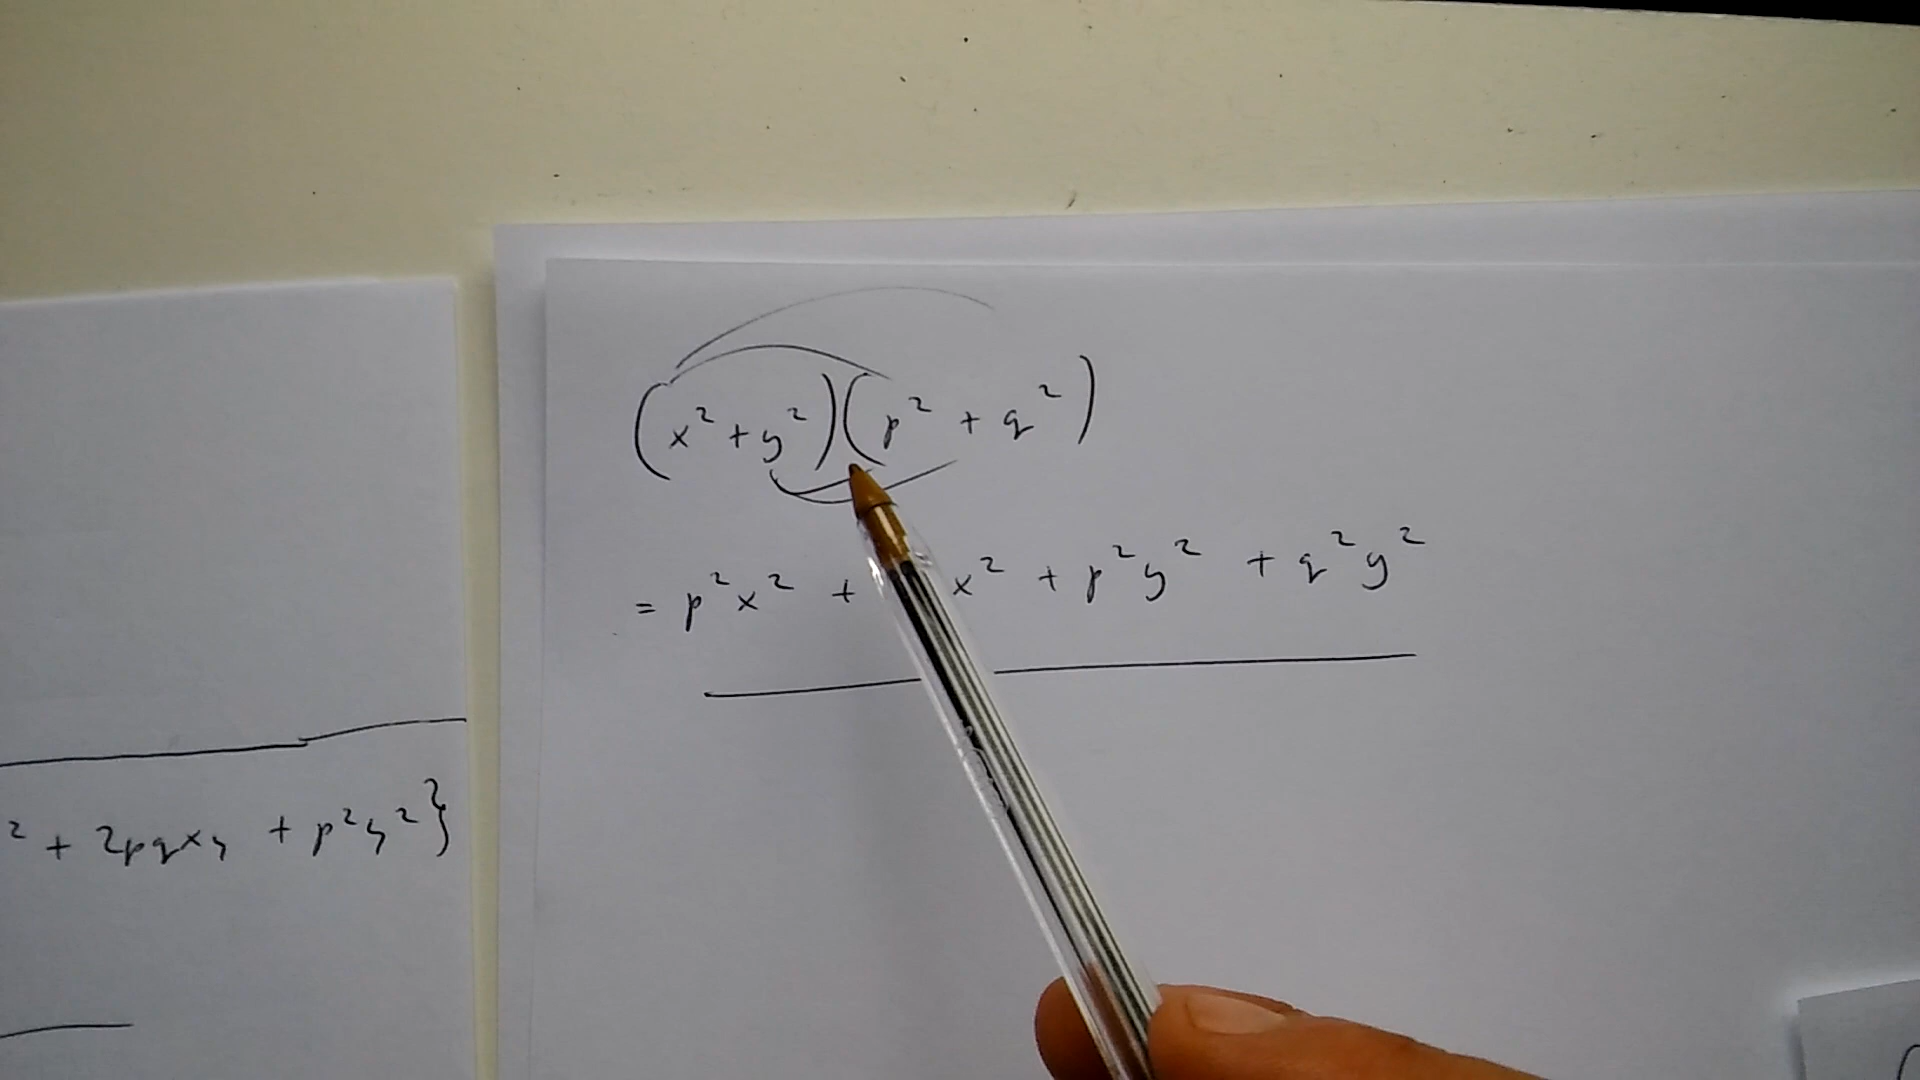 (x² + y²)(p² + q²)
= p²x² + x² + p²y² + q²y²
² + 2pqxy + p²y²}